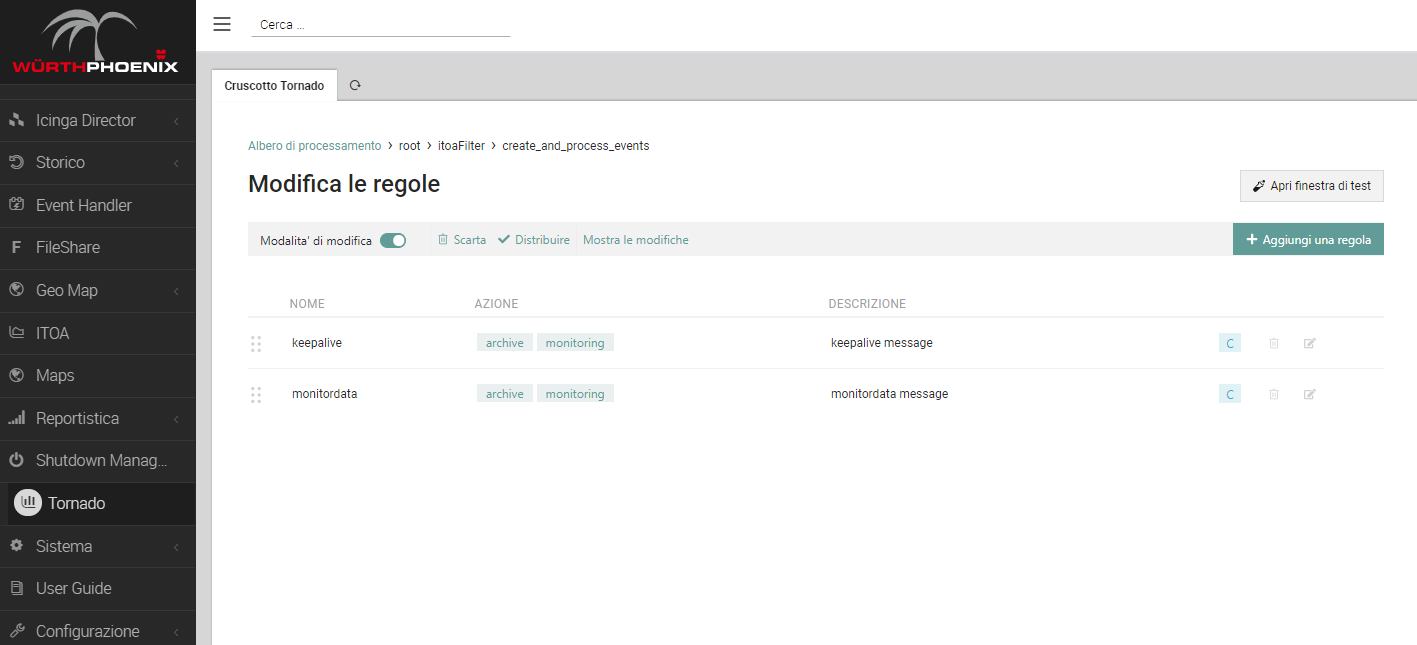 WÜRTHPHOENIX
Icinga Director
Storico
Event Handler
F FileShare
Geo Map
ITOA
Maps
Reportistica
Shutdown Manag...
Tornado
Sistema
User Guide
Configurazione
Cerca ...
Cruscotto Tornado
Albero di processamento > root > itoaFilter > create_and_process_events
Modifica le regole
Apri finestra di test
Modalita' di modifica Scarta Distribuire Mostra le modifiche + Aggiungi una regola
NOME AZIONE DESCRIZIONE
keepalive archive monitoring keepalive message C
monitordata archive monitoring monitordata message C